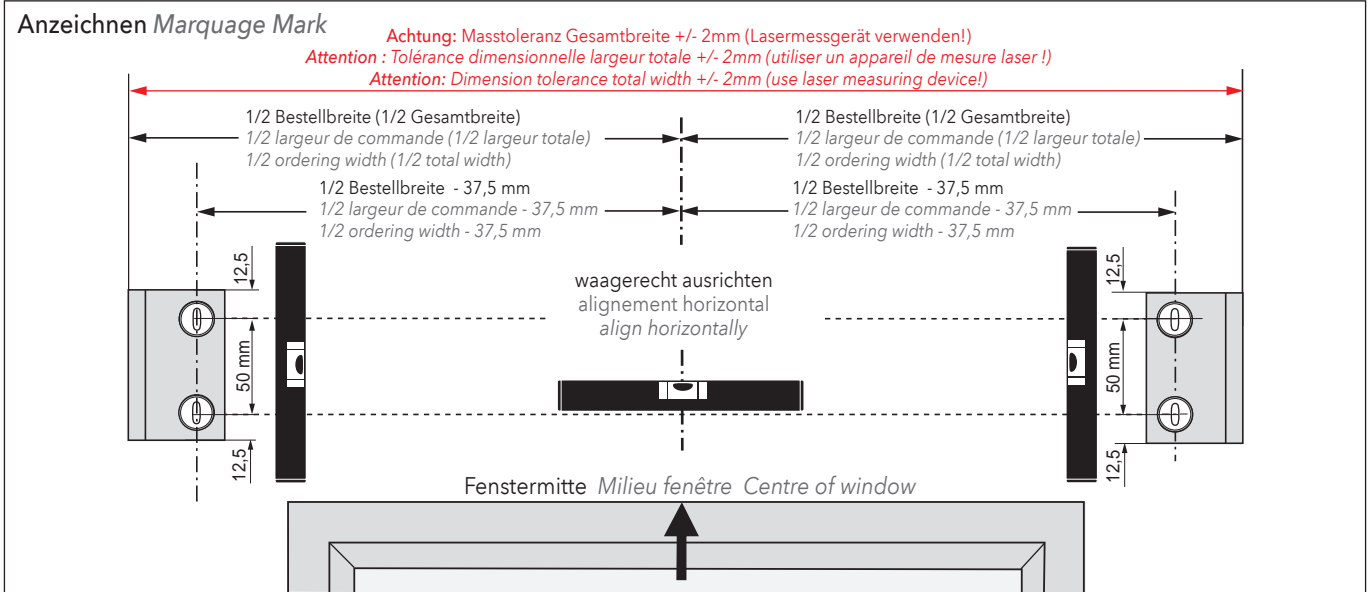 Anzeichnen Marquage Mark
Achtung: Masstoleranz Gesamtbreite +/- 2mm (Lasermessgerät verwenden!)
Attention : Tolérance dimensionnelle largeur totale +/- 2mm (utiliser un appareil de mesure laser !)
Attention: Dimension tolerance total width +/- 2mm (use laser measuring device!)
1/2 Bestellbreite (1/2 Gesamtbreite)
1/2 largeur de commande (1/2 largeur totale)
1/2 ordering width (1/2 total width)
1/2 Bestellbreite (1/2 Gesamtbreite)
1/2 largeur de commande (1/2 largeur totale)
1/2 ordering width (1/2 total width)
1/2 Bestellbreite - 37,5 mm
1/2 largeur de commande - 37,5 mm
1/2 ordering width - 37,5 mm
1/2 Bestellbreite - 37,5 mm
1/2 largeur de commande - 37,5 mm
1/2 ordering width - 37,5 mm
12,5
50 mm
12,5
waagerecht ausrichten
alignement horizontal
align horizontally
12,5
50 mm
12,5
Fenstermitte Milieu fenêtre Centre of window